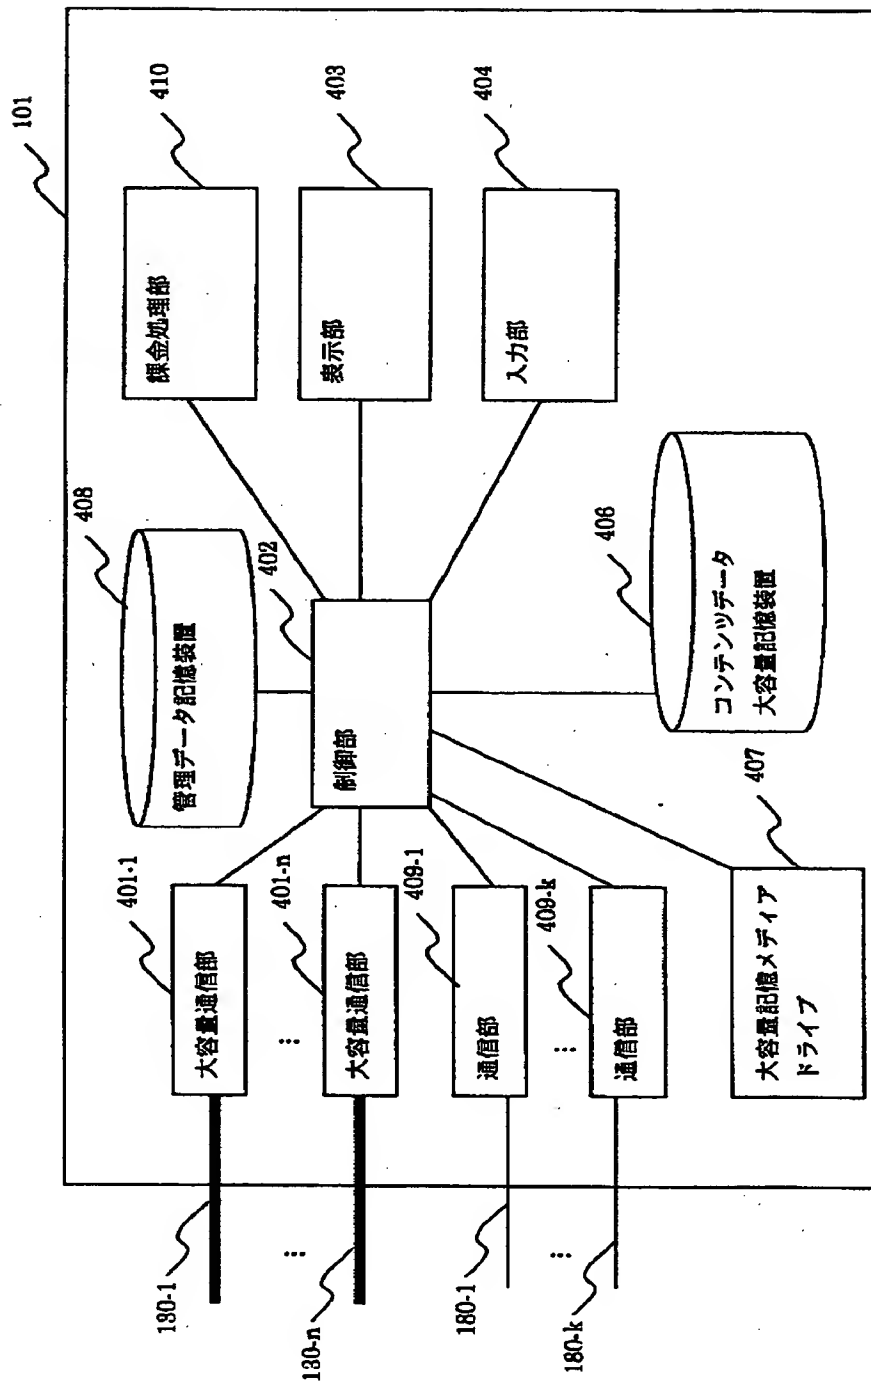 101
410
課金処理部
403
表示部
404
入力部
408
管理データ記憶装置
402
制御部
406
コンテンツデータ
大容量記憶装置
401-1
大容量通信部
⋮
401-n
大容量通信部
409-1
通信部
⋮
409-k
通信部
407
大容量記憶メディア
ドライブ
130-1
⋮
130-n
180-1
⋮
180-k